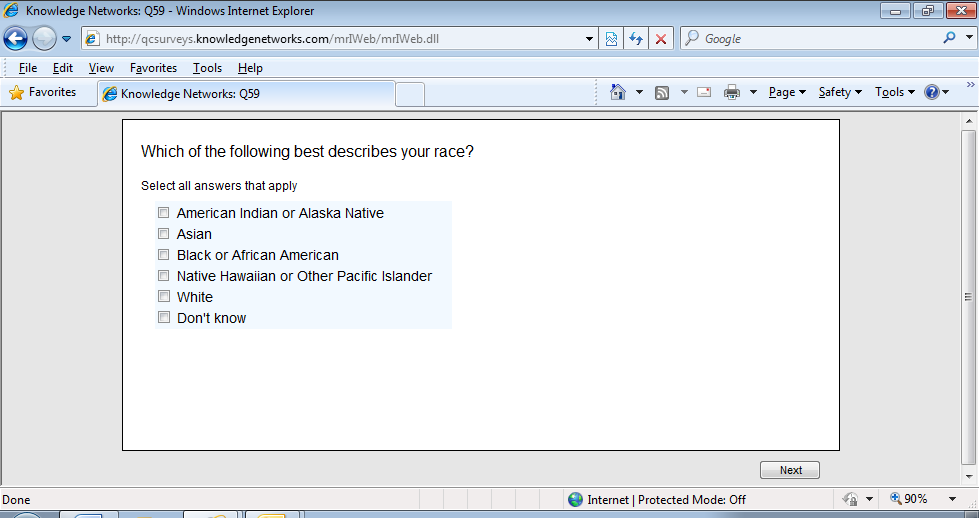 Knowledge Networks: Q59 - Windows Internet Explorer
http://qcsurveys.knowledgenetworks.com/mrIWeb/mrIWeb.dll
Google
File Edit View Favorites Tools Help
Favorites
Knowledge Networks: Q59
Page Safety Tools
Which of the following best describes your race?
Select all answers that apply
American Indian or Alaska Native
Asian
Black or African American
Native Hawaiian or Other Pacific Islander
White
Don't know
Next
Done
Internet | Protected Mode: Off
90%